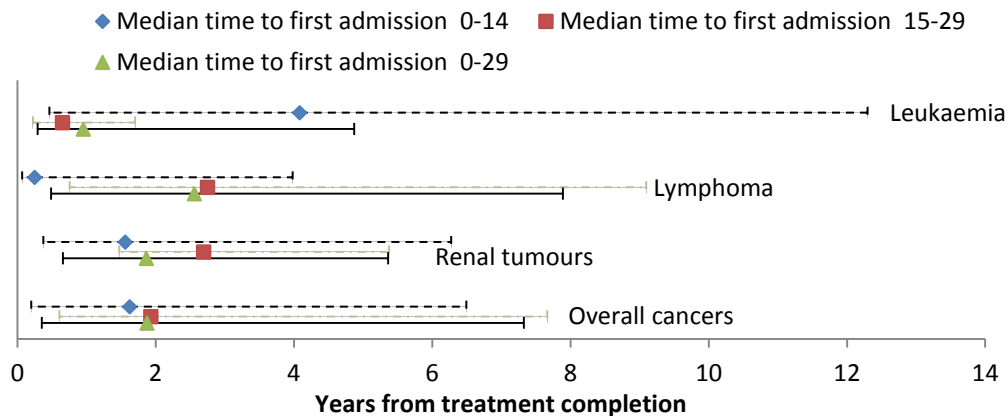 Median time to first admission 0-14 Median time to first admission 15-29
Median time to first admission 0-29
Leukaemia
Lymphoma
Renal tumours
Overall cancers
0 2 4 6 8 10 12 14
Years from treatment completion